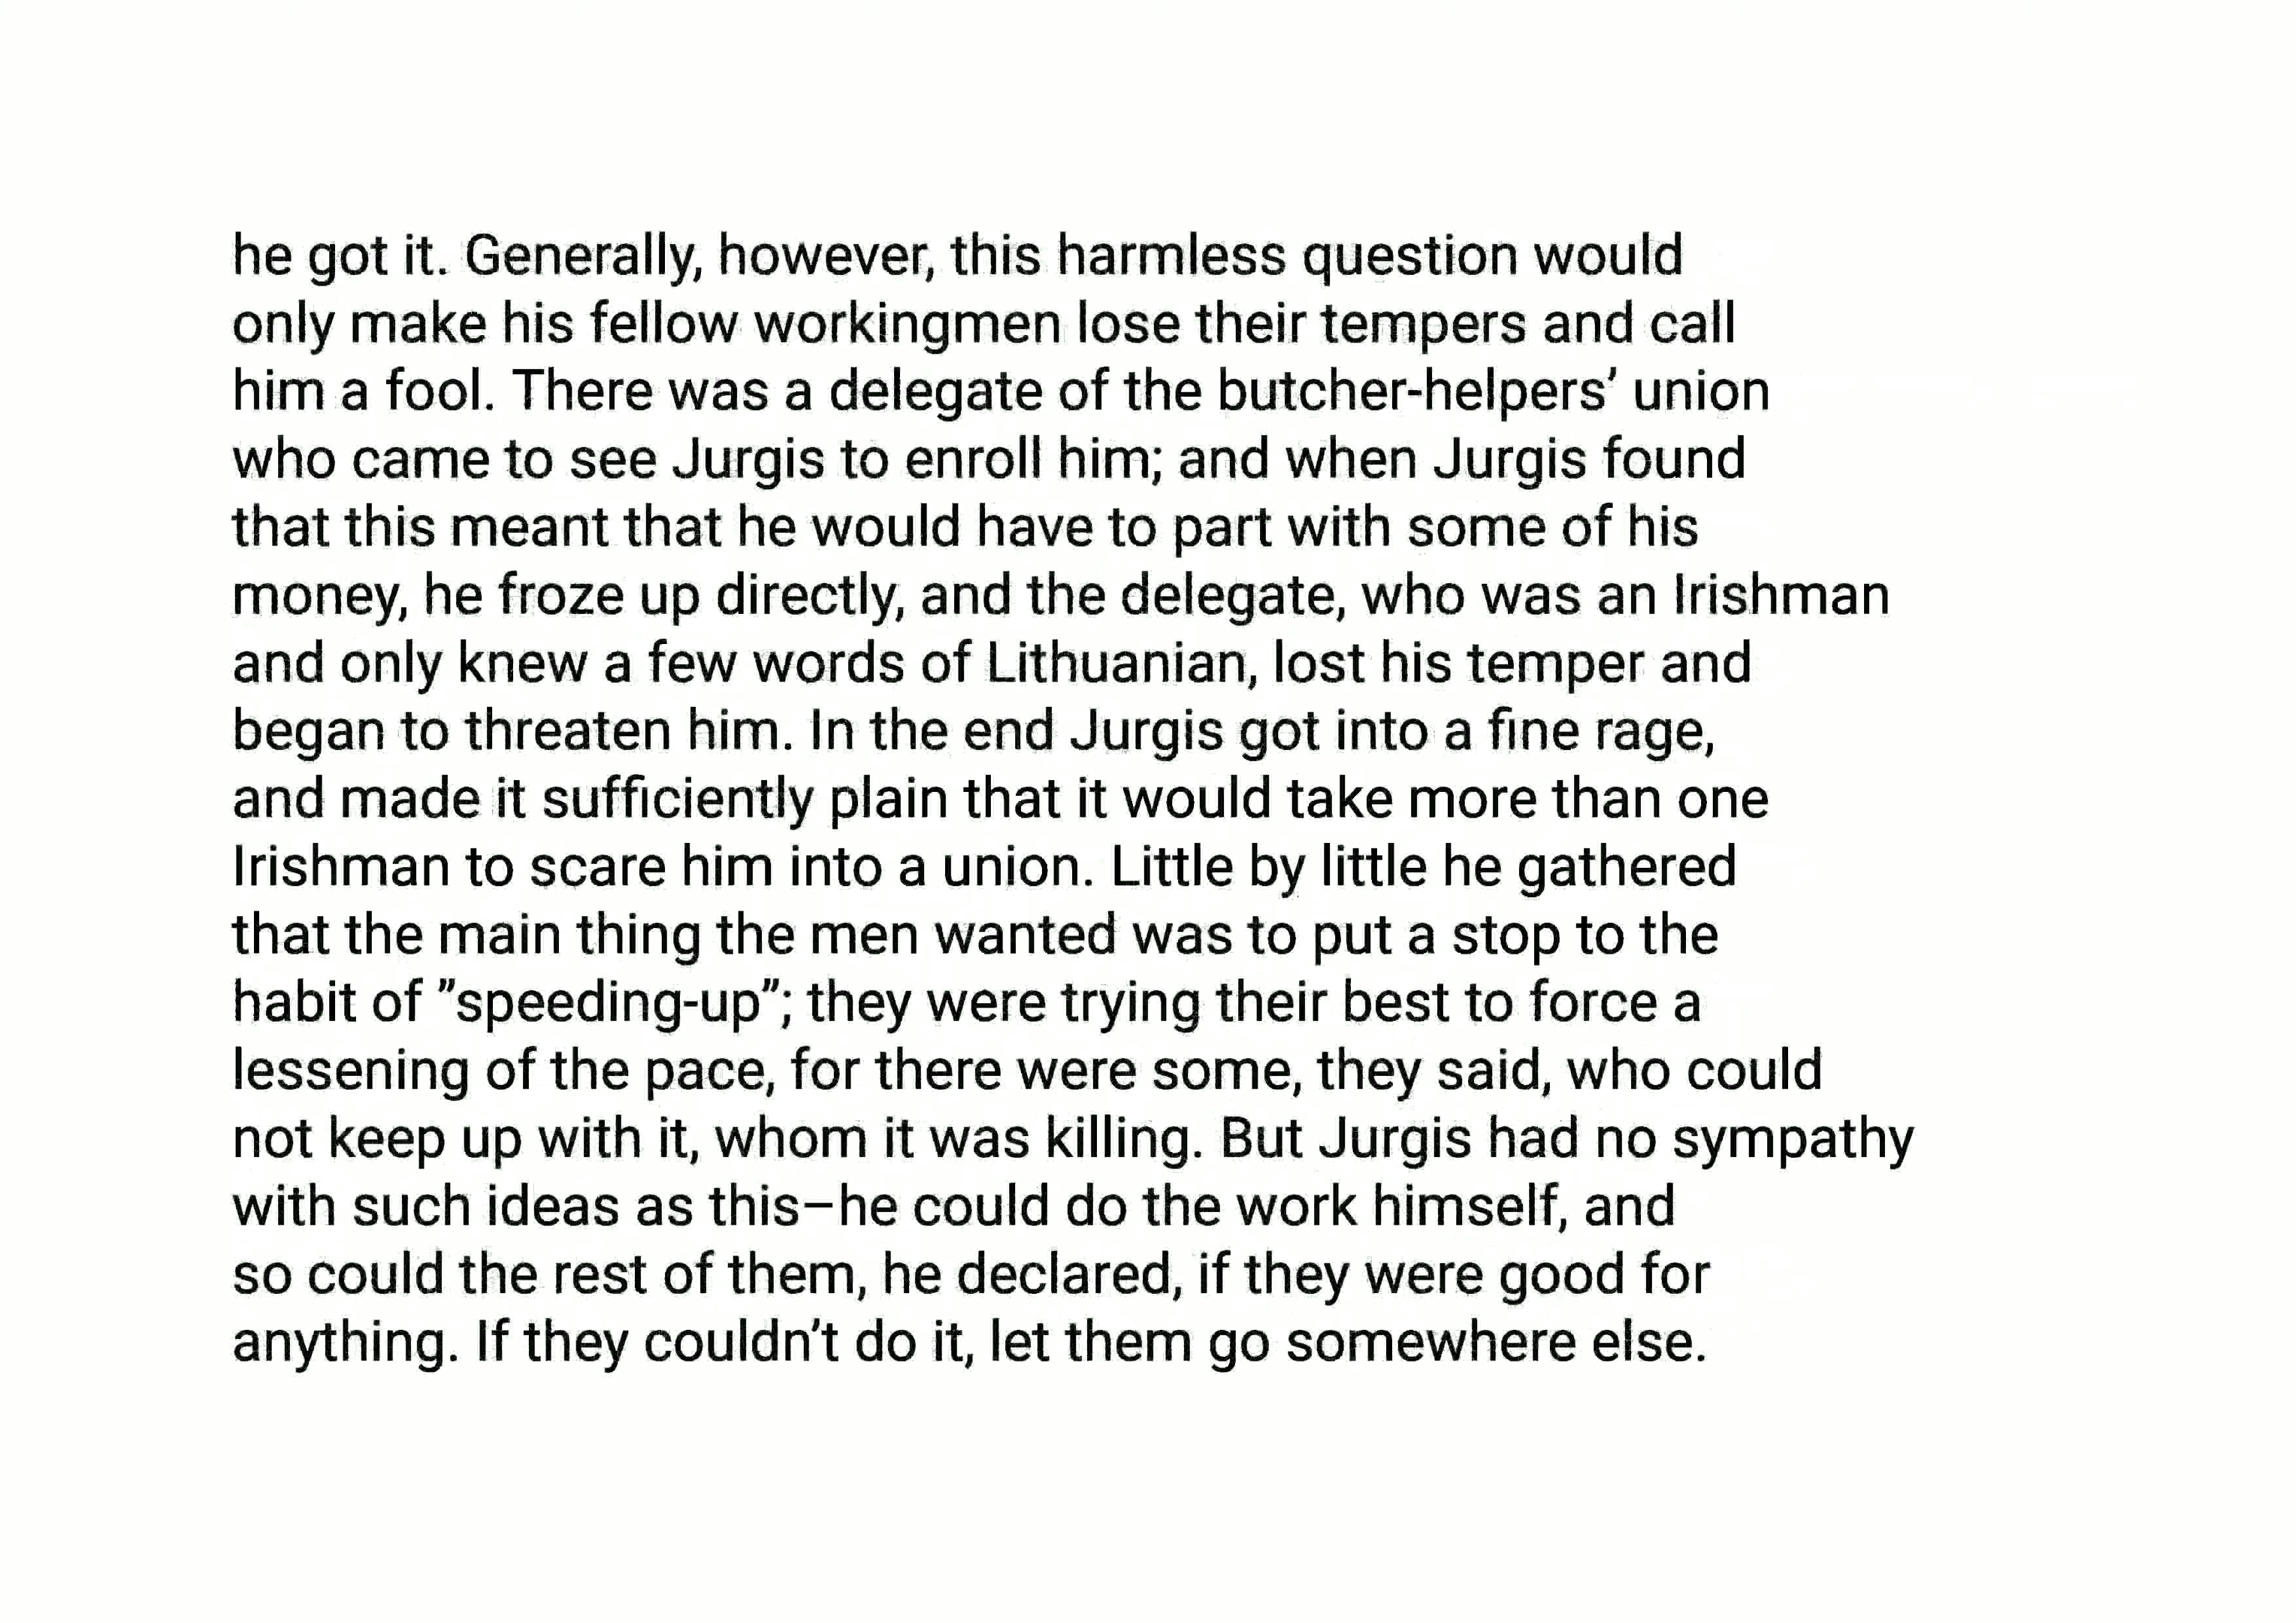 he got it. Generally, however, this harmless question would
only make his fellow workingmen lose their tempers and call
him a fool. There was a delegate of the butcher-helpers’ union
who came to see Jurgis to enroll him; and when Jurgis found
that this meant that he would have to part with some of his
money, he froze up directly, and the delegate, who was an Irishman
and only knew a few words of Lithuanian, lost his temper and
began to threaten him. In the end Jurgis got into a fine rage,
and made it sufficiently plain that it would take more than one
Irishman to scare him into a union. Little by little he gathered
that the main thing the men wanted was to put a stop to the
habit of ”speeding-up”; they were trying their best to force a
lessening of the pace, for there were some, they said, who could
not keep up with it, whom it was killing. But Jurgis had no sympathy
with such ideas as this–he could do the work himself, and
so could the rest of them, he declared, if they were good for
anything. If they couldn’t do it, let them go somewhere else.